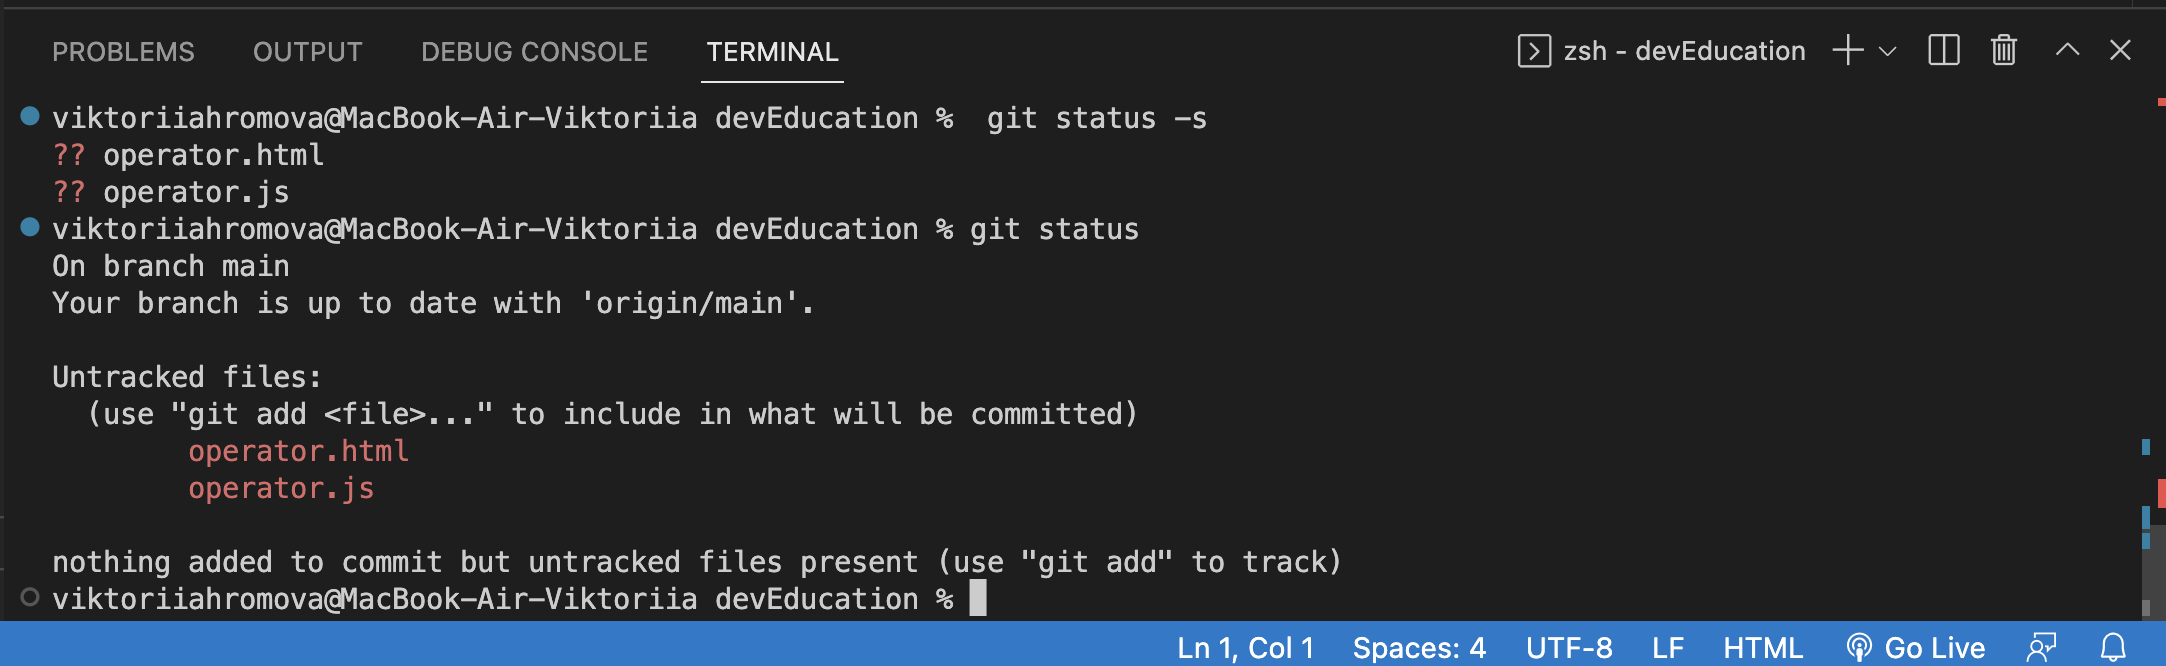 PROBLEMS OUTPUT DEBUG CONSOLE TERMINAL zsh - devEducation
viktoriiahromova@MacBook-Air-Viktoriia devEducation %  git status -s
?? operator.html
?? operator.js
viktoriiahromova@MacBook-Air-Viktoriia devEducation % git status
On branch main
Your branch is up to date with 'origin/main'.
Untracked files:
(use "git add <file>..." to include in what will be committed)
operator.html
operator.js
nothing added to commit but untracked files present (use "git add" to track)
viktoriiahromova@MacBook-Air-Viktoriia devEducation %
Ln 1, Col 1 Spaces: 4 UTF-8 LF HTML Go Live